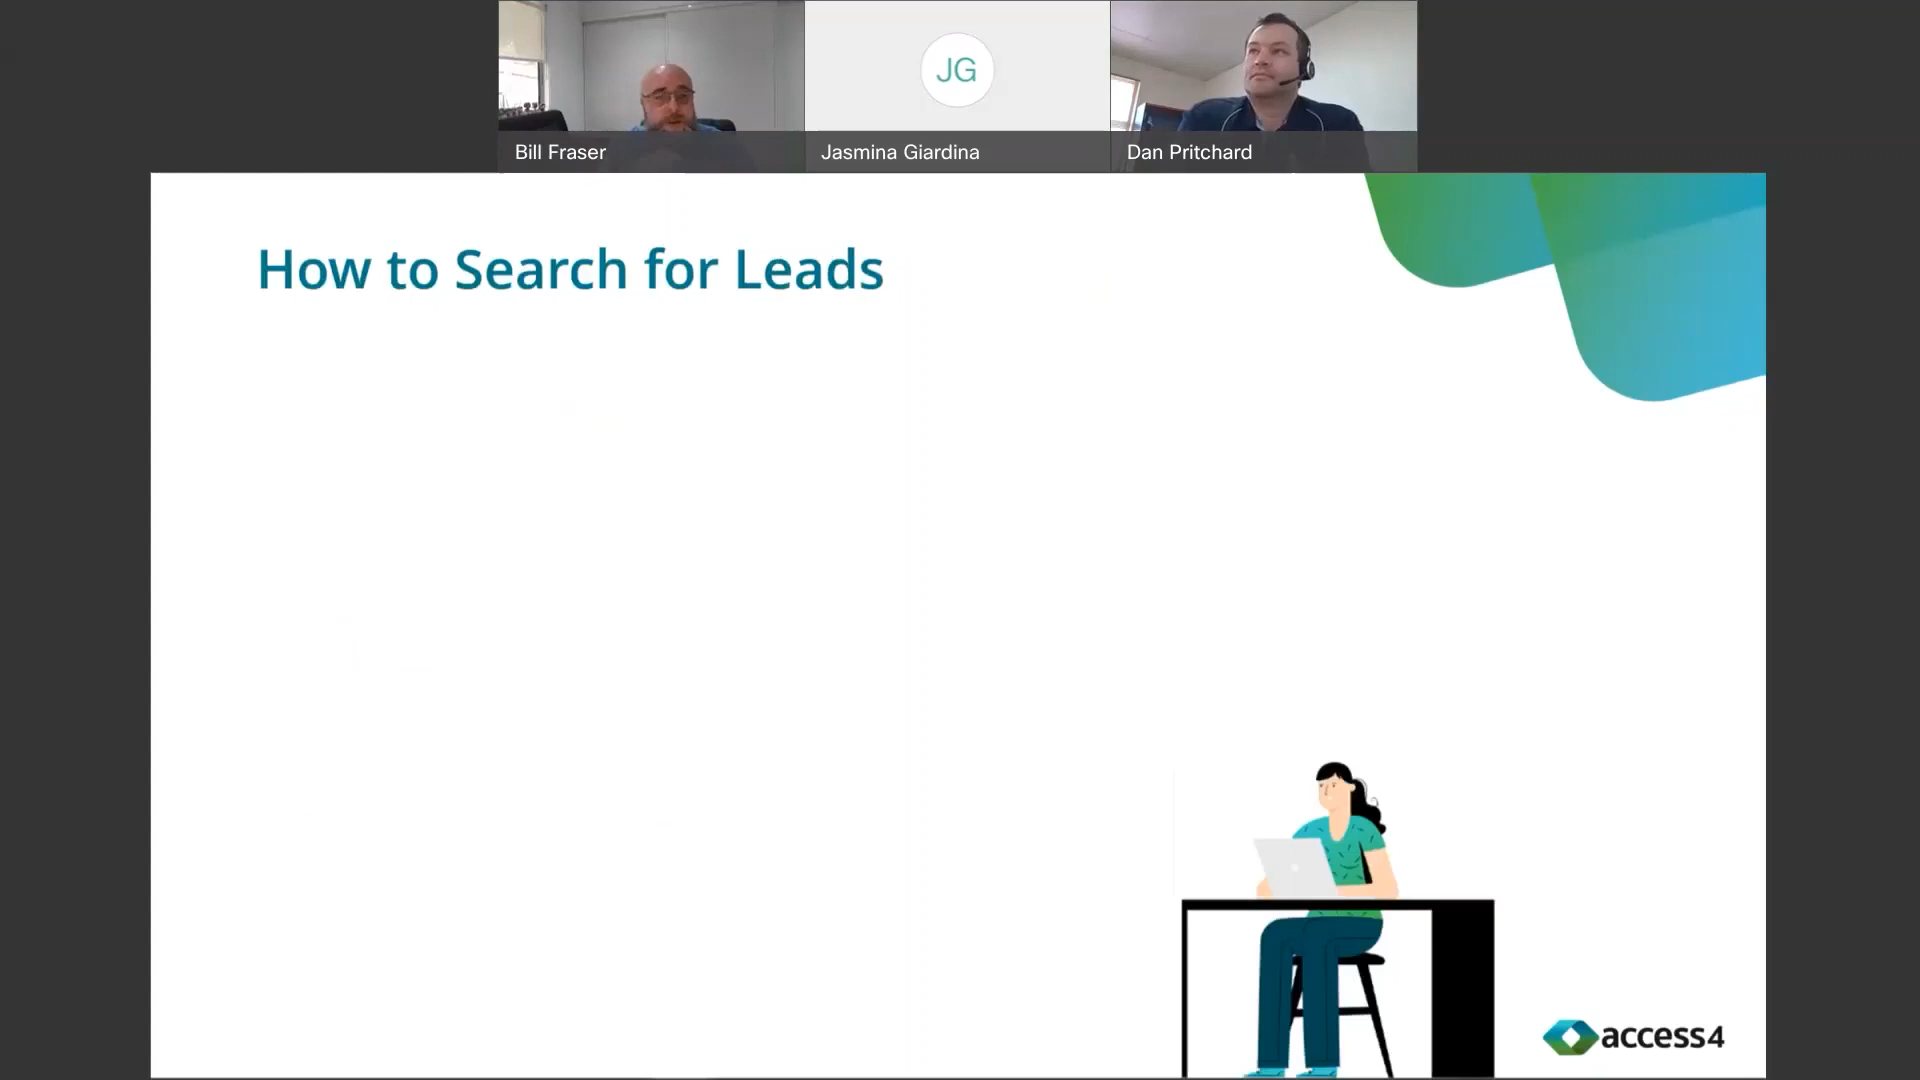 Bill Fraser
JG
Jasmina Giardina
Dan Pritchard
How to Search for Leads
access4